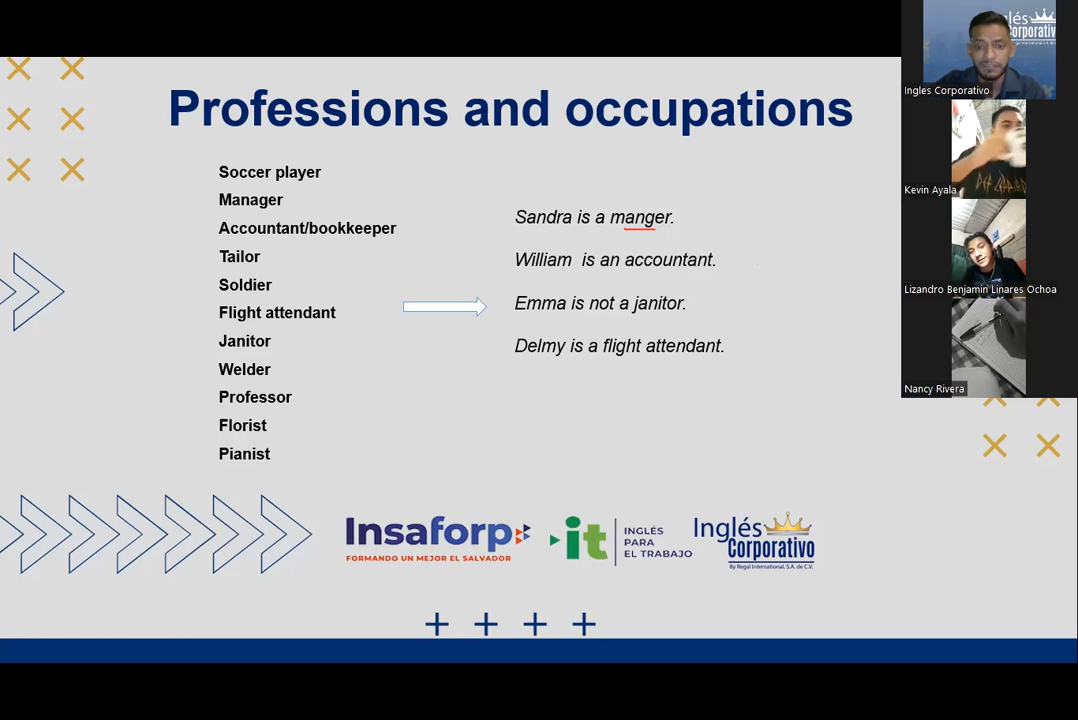 Professions and occupations
Soccer player
Manager
Accountant/bookkeeper
Tailor
Soldier
Flight attendant
Janitor
Welder
Professor
Florist
Pianist
Sandra is a manger.
William  is an accountant.
Emma is not a janitor.
Delmy is a flight attendant.
Insaforp
FORMANDO UN MEJOR EL SALVADOR
it
INGLÉS
PARA
EL TRABAJO
Inglés
Corporativo
By Regal International, S.A. de C.V.
Ingles Corporativo
Kevin Ayala
DEF LEPPARD
Lizandro Benjamin Linares Ochoa
Nancy Rivera